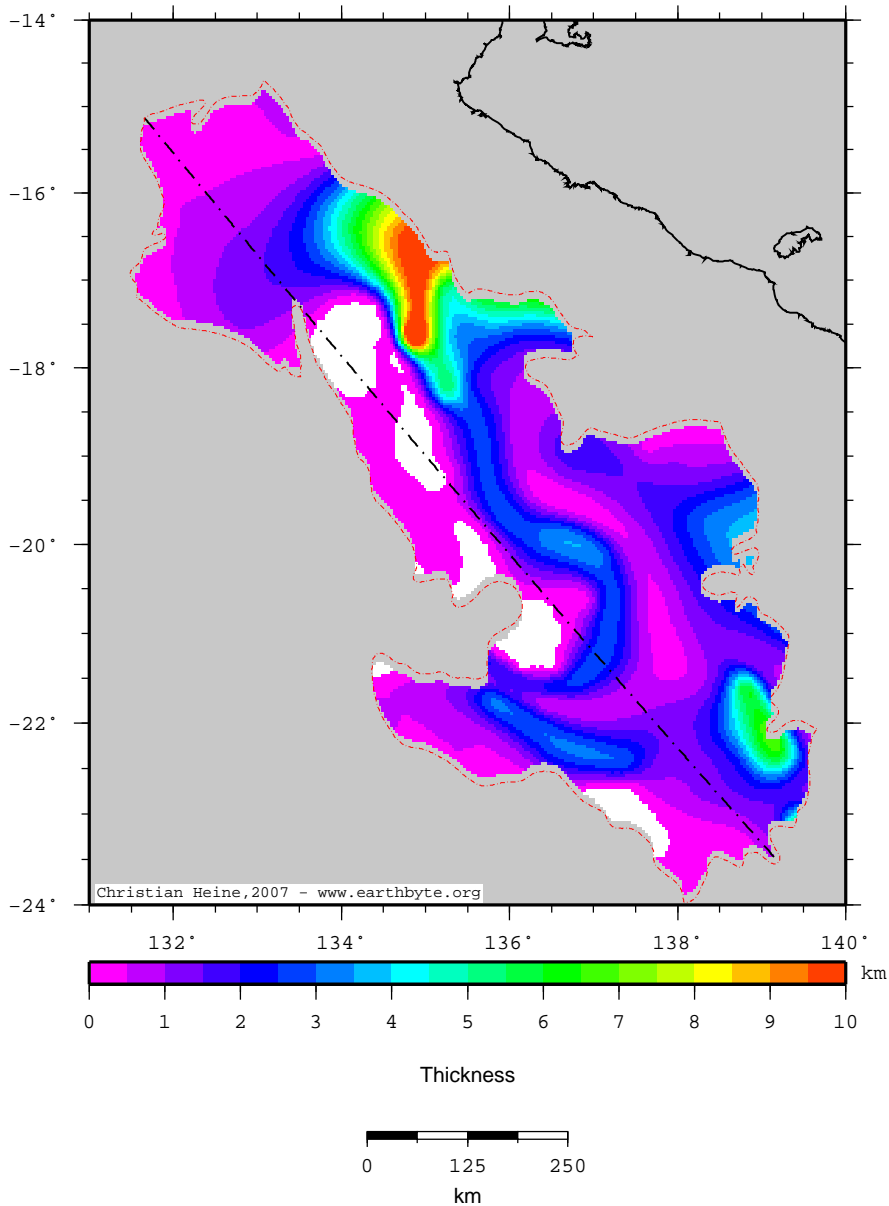 −14˚
−16˚
−18˚
−20˚
−22˚
−24˚
Christian Heine,2007 - www.earthbyte.org
132˚ 134˚ 136˚ 138˚ 140˚
km
0 1 2 3 4 5 6 7 8 9 10
Thickness
0 125 250
km